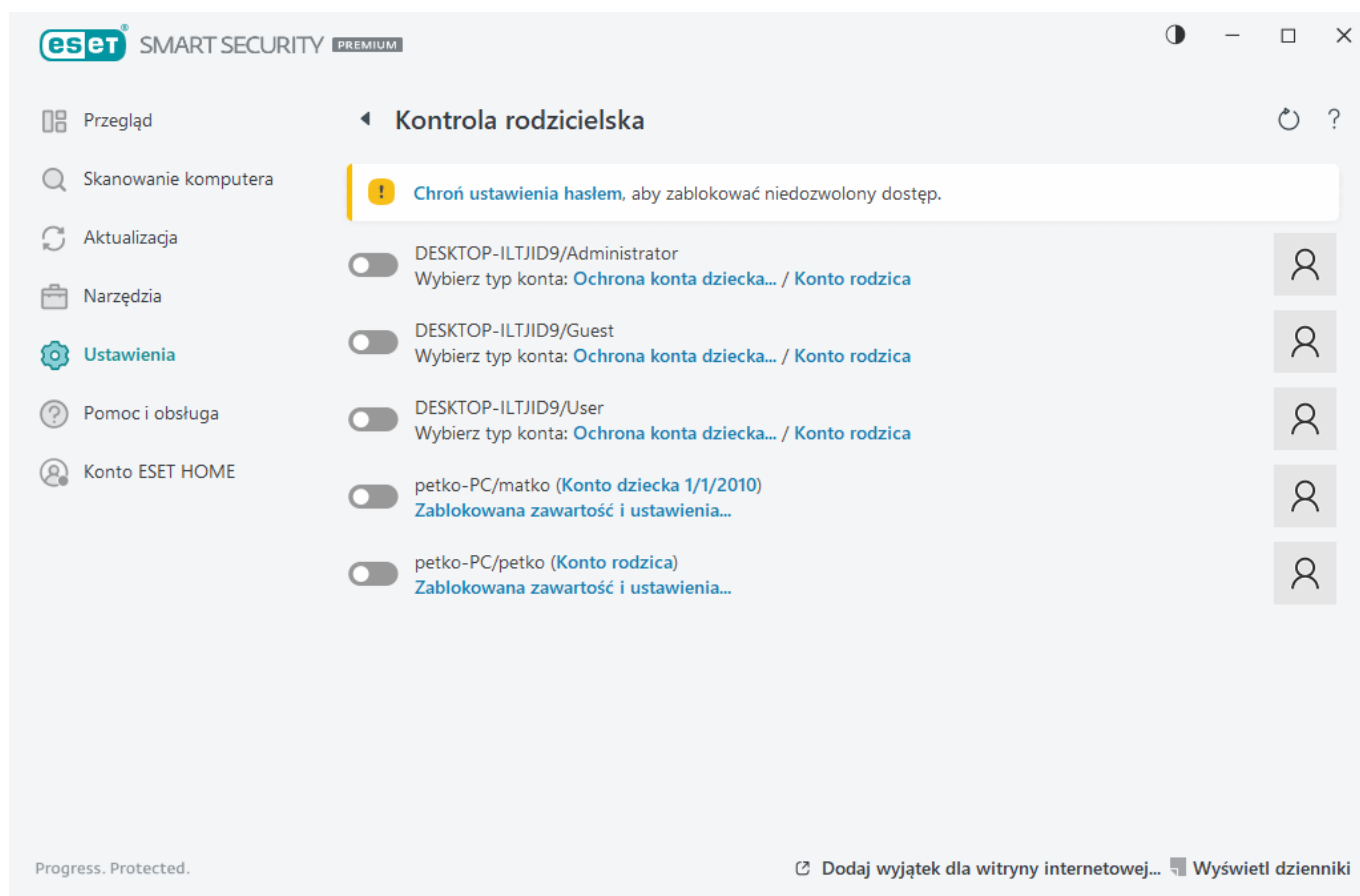 eset® SMART SECURITY PREMIUM
Przegląd
Skanowanie komputera
Aktualizacja
Narzędzia
Ustawienia
Pomoc i obsługa
Konto ESET HOME
Kontrola rodzicielska
?
! Chroń ustawienia hasłem, aby zablokować niedozwolony dostęp.
DESKTOP-ILTJID9/Administrator
Wybierz typ konta: Ochrona konta dziecka... / Konto rodzica
DESKTOP-ILTJID9/Guest
Wybierz typ konta: Ochrona konta dziecka... / Konto rodzica
DESKTOP-ILTJID9/User
Wybierz typ konta: Ochrona konta dziecka... / Konto rodzica
petko-PC/matko (Konto dziecka 1/1/2010)
Zablokowana zawartość i ustawienia...
petko-PC/petko (Konto rodzica)
Zablokowana zawartość i ustawienia...
Progress. Protected.
Dodaj wyjątek dla witryny internetowej... Wyświetl dzienniki